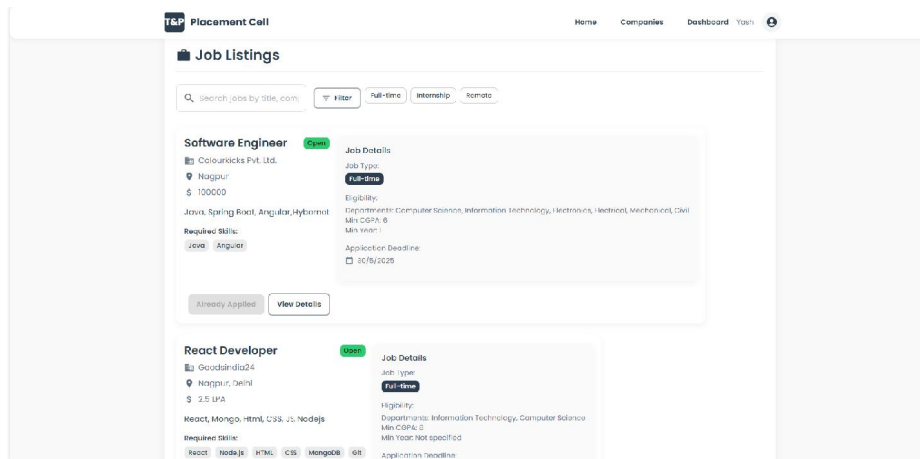 T&P Placement Cell
Home Companies Dashboard Yash
Job Listings
Search jobs by title, com
Filter Full-time Internship Remote
Software Engineer Open
Colourkicks Pvt. Ltd.
Nagpur
$ 100000
Java, Spring Boot, Angular,Hybernat
Required Skills:
Java Angular
Job Details
Job Type:
Full-time
Eligibility:
Departments: Computer Science, Information Technology, Electronics, Electrical, Mechanical, Civil
Min CGPA: 6
Min Year: 1
Application Deadline:
30/5/2025
Already Applied View Details
React Developer Open
Goodsindia24
Nagpur, Delhi
$ 2.5 LPA
React, Mongo, Html, CSS, JS, Nodejs
Required Skills:
React Node.js HTML CSS MongoDB Git
Job Details
Job Type:
Full-time
Eligibility:
Departments: Information Technology, Computer Science
Min CGPA:
Min Year: Not specified
Application Deadline: